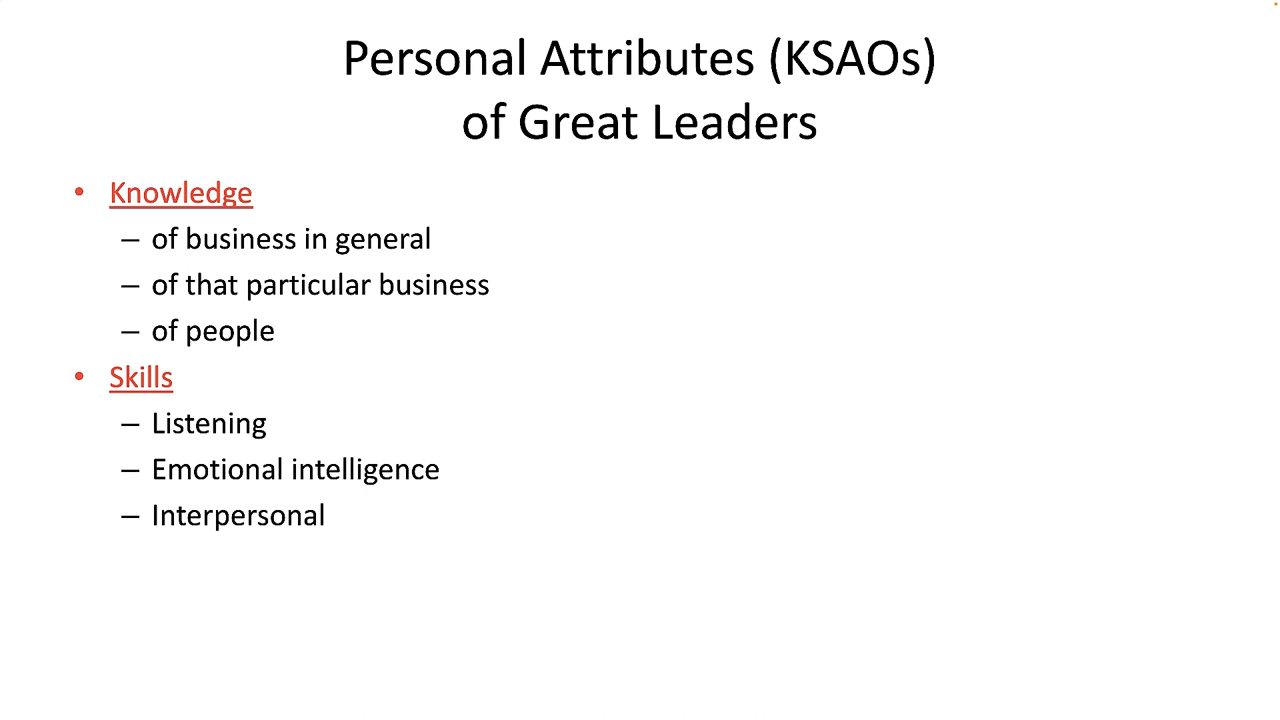 Personal Attributes (KSAOs)
of Great Leaders
• Knowledge
– of business in general
– of that particular business
– of people
• Skills
– Listening
– Emotional intelligence
– Interpersonal